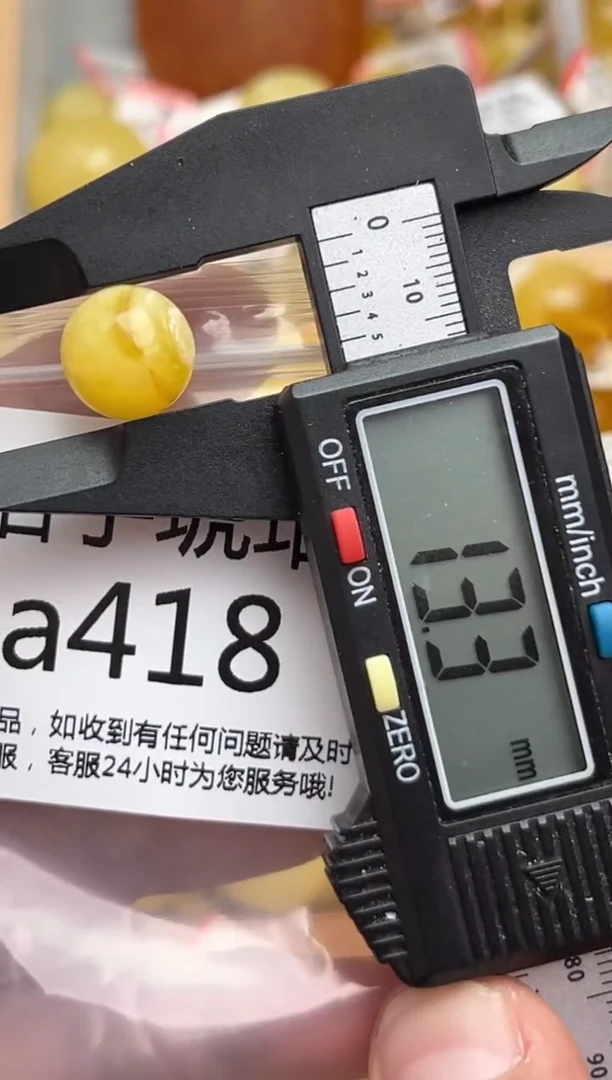 0
10
1 2 3 4 5
OFF
ON
ZERO
mm/inch
13.3
mm
a418
品，如收到有任何问题请及时
服，客服24小时为您服务哦!
80
90